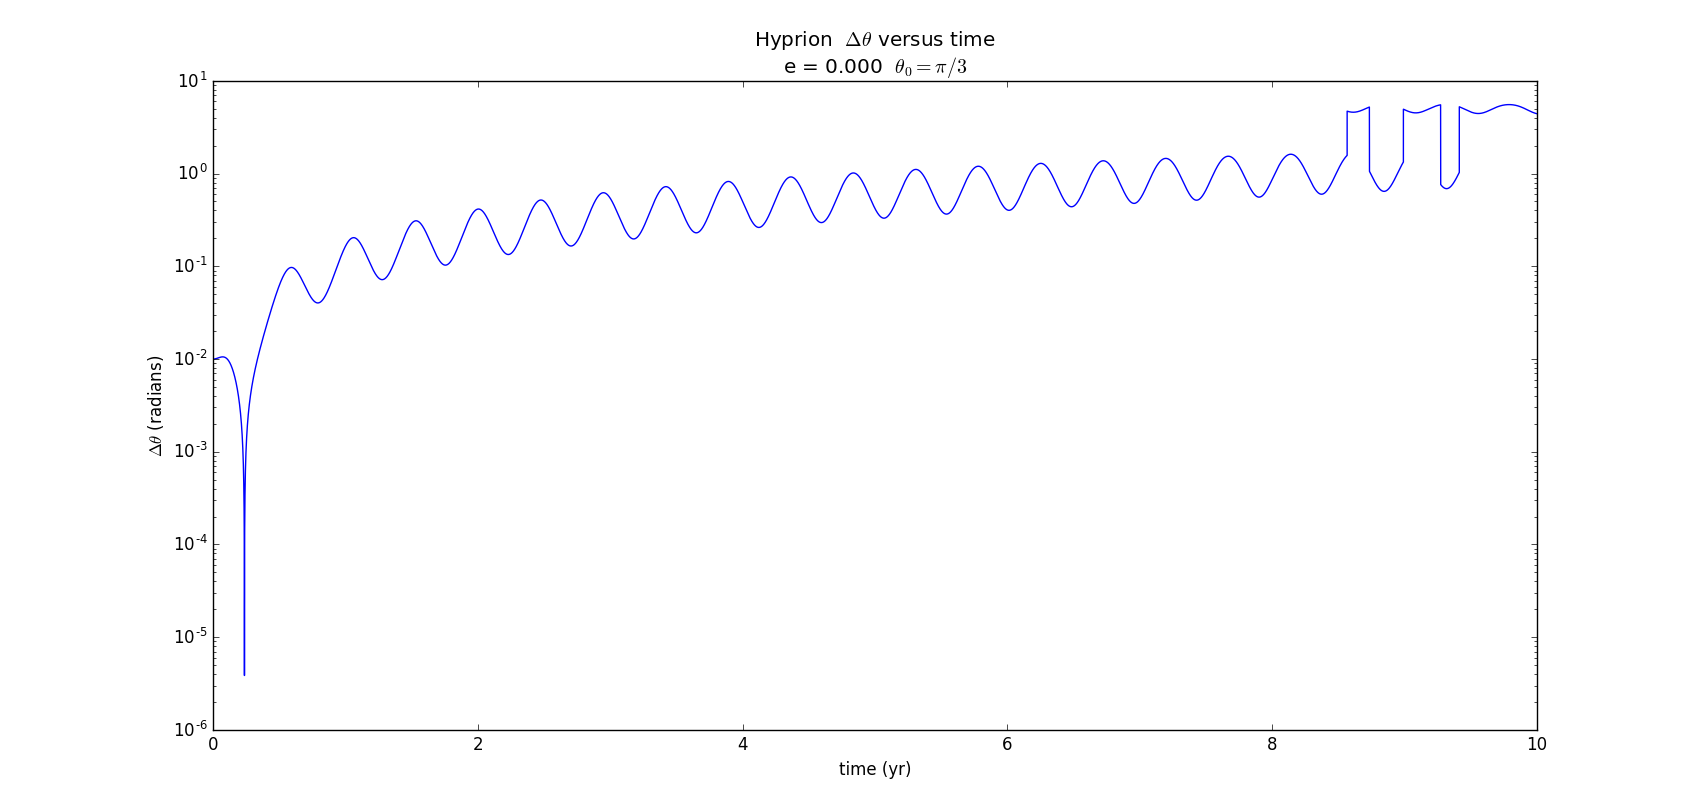 Hyprion Δθ versus time
e = 0.000 θ₀ = π/3
10¹
10⁰
10⁻¹
10⁻²
10⁻³
10⁻⁴
10⁻⁵
10⁻⁶
Δθ (radians)
0 2 4 6 8 10
time (yr)